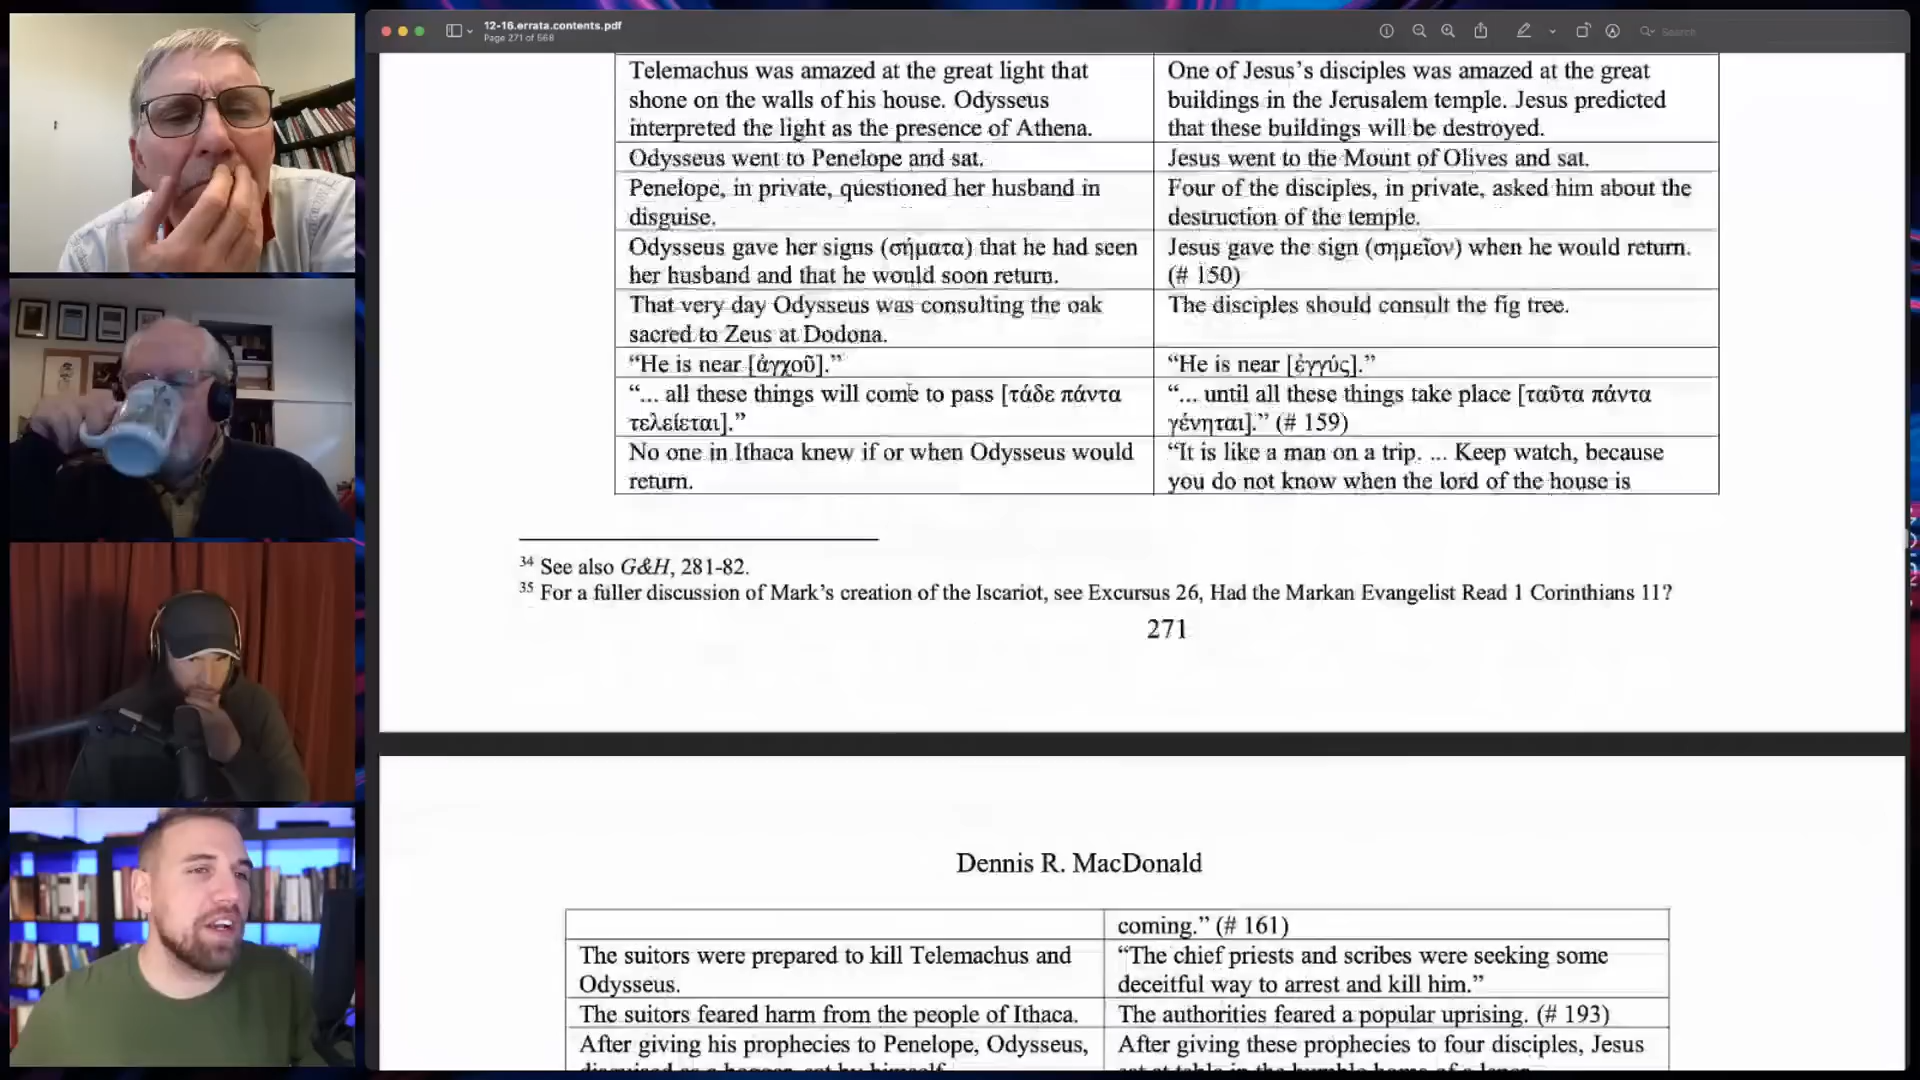 12-16.errata.contents.pdf
Page 271 of 568
Search
Telemachus was amazed at the great light that
shone on the walls of his house. Odysseus
interpreted the light as the presence of Athena.
One of Jesus’s disciples was amazed at the great
buildings in the Jerusalem temple. Jesus predicted
that these buildings will be destroyed.
Odysseus went to Penelope and sat.
Jesus went to the Mount of Olives and sat.
Penelope, in private, questioned her husband in
disguise.
Four of the disciples, in private, asked him about the
destruction of the temple.
Odysseus gave her signs (σήματα) that he had seen
her husband and that he would soon return.
Jesus gave the sign (σημεῖον) when he would return.
(# 150)
That very day Odysseus was consulting the oak
sacred to Zeus at Dodona.
The disciples should consult the fig tree.
“He is near [ἀγχοῦ].”
“He is near [ἐγγύς].”
“... all these things will come to pass [τάδε πάντα
τελείεται].”
“... until all these things take place [ταῦτα πάντα
γένηται].” (# 159)
No one in Ithaca knew if or when Odysseus would
return.
“It is like a man on a trip. ... Keep watch, because
you do not know when the lord of the house is
34 See also G&H, 281-82.
35 For a fuller discussion of Mark’s creation of the Iscariot, see Excursus 26, Had the Markan Evangelist Read 1 Corinthians 11?
271
Dennis R. MacDonald
coming.” (# 161)
The suitors were prepared to kill Telemachus and
Odysseus.
“The chief priests and scribes were seeking some
deceitful way to arrest and kill him.”
The suitors feared harm from the people of Ithaca.
The authorities feared a popular uprising. (# 193)
After giving his prophecies to Penelope, Odysseus,
After giving these prophecies to four disciples, Jesus